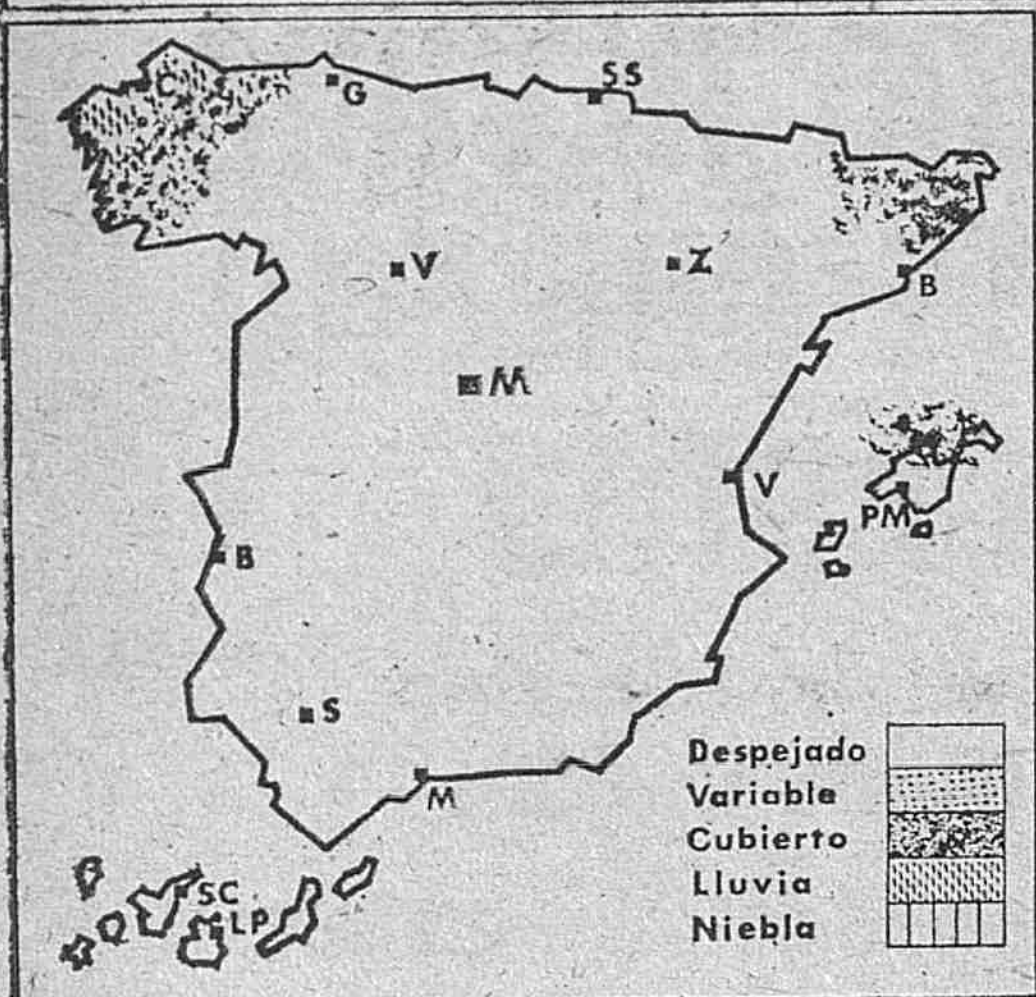 C
G
SS
V
Z
B
M
V
PM
B
S
M
Despejado
Variable
Cubierto
Lluvia
Niebla
SC
LP